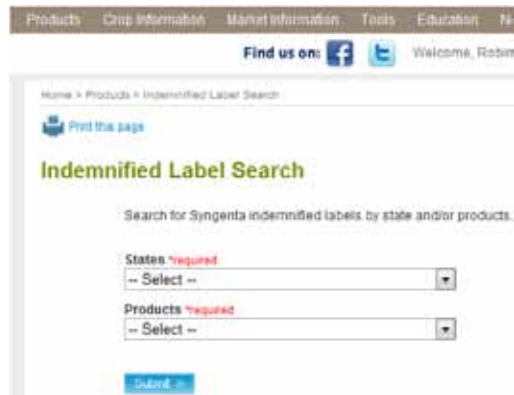 Products Crop Information Market Information Tools Education
Find us on: Welcome, Robin
Home > Products > Indemnified Label Search
Print this page
Indemnified Label Search
Search for Syngenta indemnified labels by state and/or products.
States *required
-- Select --
Products *required
-- Select --
Submit >